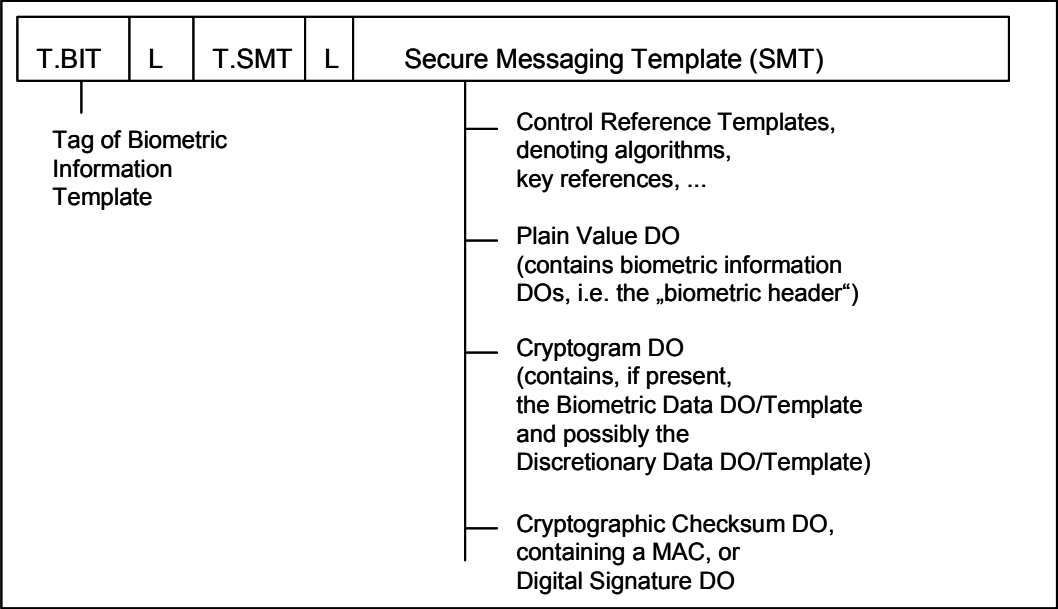 T.BIT L T.SMT L Secure Messaging Template (SMT)
Tag of Biometric
Information
Template
Control Reference Templates,
denoting algorithms,
key references, ...
Plain Value DO
(contains biometric information
DOs, i.e. the „biometric header“)
Cryptogram DO
(contains, if present,
the Biometric Data DO/Template
and possibly the
Discretionary Data DO/Template)
Cryptographic Checksum DO,
containing a MAC, or
Digital Signature DO